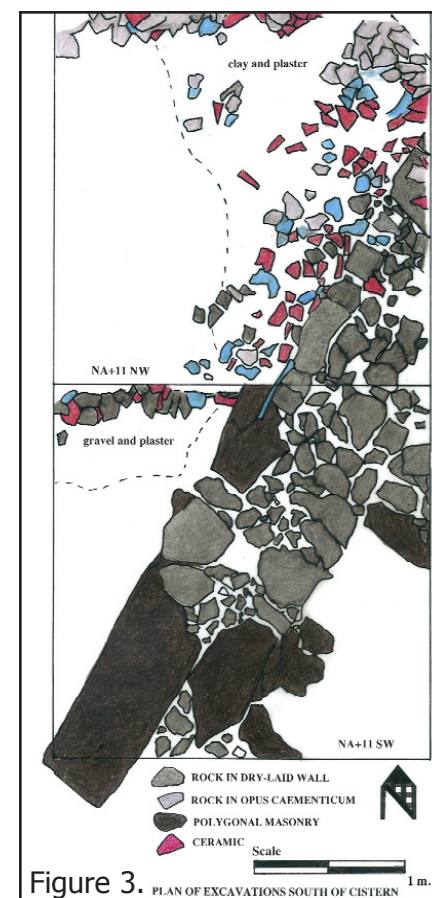 clay and plaster
NA+11 NW
gravel and plaster
NA+11 SW
ROCK IN DRY-LAID WALL
ROCK IN OPUS CAEMENTICUM
POLYGONAL MASONRY
CERAMIC
Scale
1 m.
Figure 3. PLAN OF EXCAVATIONS SOUTH OF CISTERN